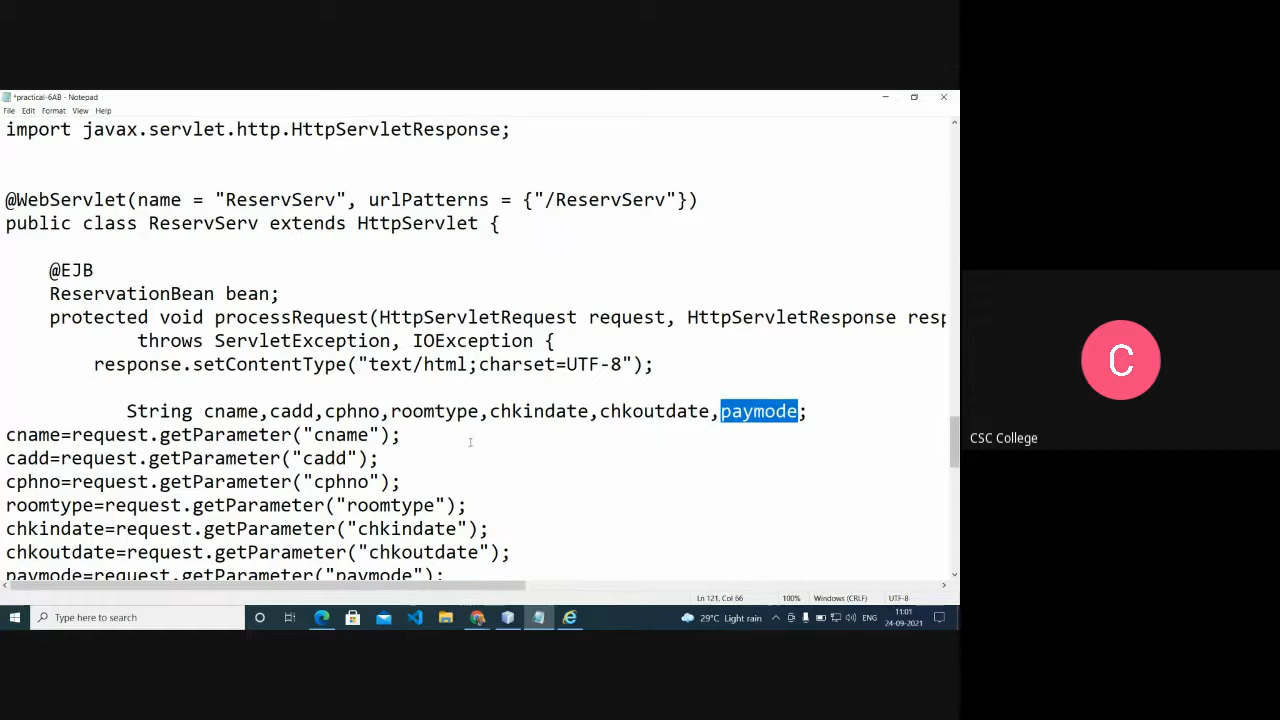 *practical-6AB - Notepad
File Edit Format View Help
import javax.servlet.http.HttpServletResponse;
@WebServlet(name = "ReservServ", urlPatterns = {"/ReservServ"})
public class ReservServ extends HttpServlet {
@EJB
ReservationBean bean;
protected void processRequest(HttpServletRequest request, HttpServletResponse resp
throws ServletException, IOException {
response.setContentType("text/html;charset=UTF-8");
String cname,cadd,cphno,roomtype,chkindate,chkoutdate,paymode;
cname=request.getParameter("cname");
cadd=request.getParameter("cadd");
cphno=request.getParameter("cphno");
roomtype=request.getParameter("roomtype");
chkindate=request.getParameter("chkindate");
chkoutdate=request.getParameter("chkoutdate");
paymode=request.getParameter("paymode");
Ln 121, Col 66 100% Windows (CRLF) UTF-8
Type here to search
29°C Light rain ENG 11:01
24-09-2021
C
CSC College